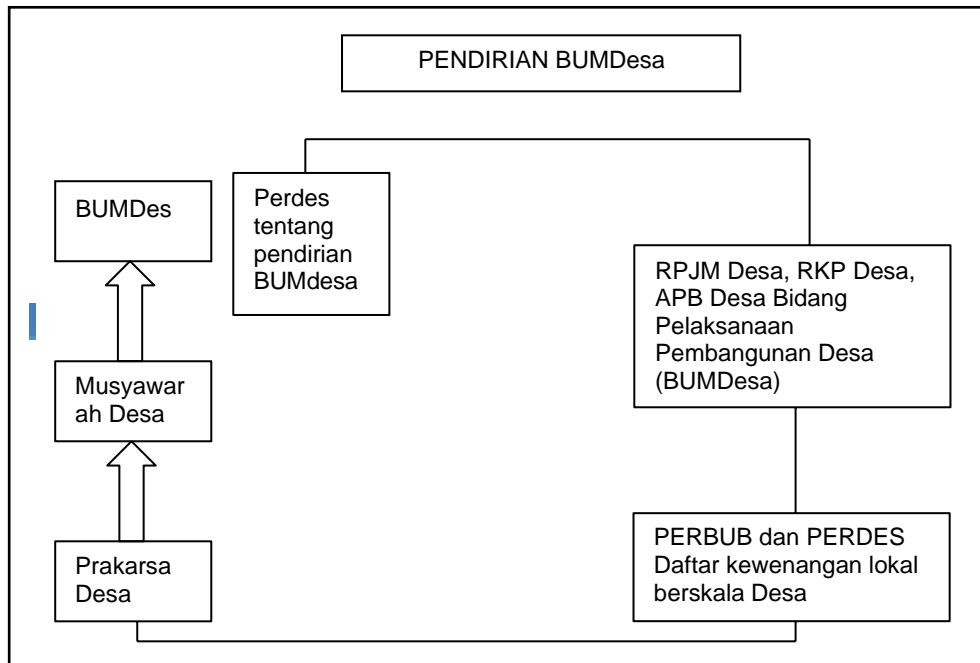 PENDIRIAN BUMDesa
BUMDes
Perdes
tentang
pendirian
BUMdesa
RPJM Desa, RKP Desa,
APB Desa Bidang
Pelaksanaan
Pembangunan Desa
(BUMDesa)
Musyawar
ah Desa
Prakarsa
Desa
PERBUB dan PERDES
Daftar kewenangan lokal
berskala Desa